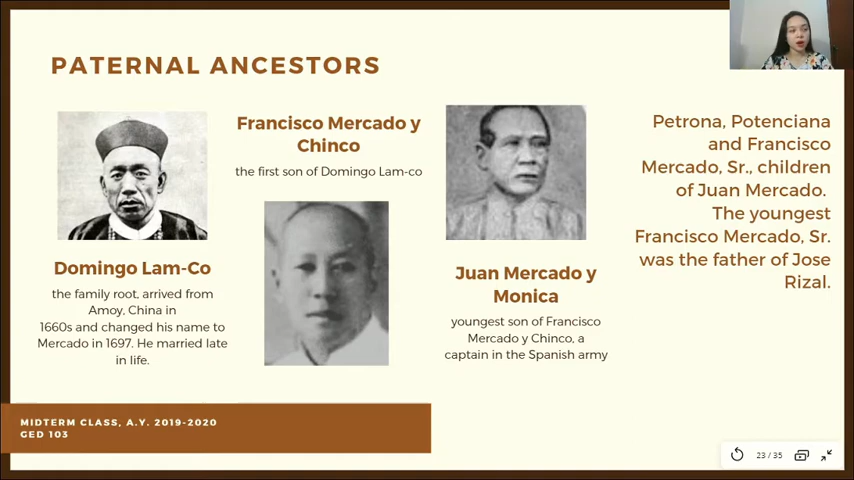 PATERNAL ANCESTORS
Domingo Lam-Co
the family root, arrived from
Amoy, China in
1660s and changed his name to
Mercado in 1697. He married late
in life.
Francisco Mercado y
Chinco
the first son of Domingo Lam-co
Juan Mercado y
Monica
youngest son of Francisco
Mercado y Chinco, a
captain in the Spanish army
Petrona, Potenciana
and Francisco
Mercado, Sr., children
of Juan Mercado.
The youngest
Francisco Mercado, Sr.
was the father of Jose
Rizal.
MIDTERM CLASS, A.Y. 2019-2020
GED 103
23 / 35